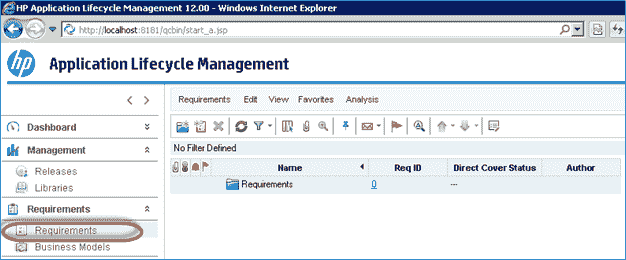 HP Application Lifecycle Management 12.00 - Windows Internet Explorer
http://localhost:8181/qcbin/start_a.jsp
hp Application Lifecycle Management
Requirements Edit View Favorites Analysis
Dashboard
No Filter Defined
Management
Name Req ID Direct Cover Status Author
Releases
Requirements 0 ---
Libraries
Requirements
Requirements
Business Models